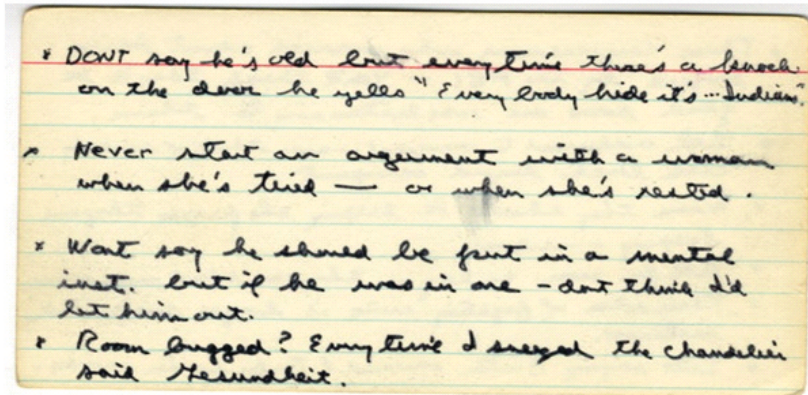 * DONT say he's old but everytime there's a knock
on the door he yells "Every body hide it's --- Indians".
* Never start an argument with a woman
when she's tired — or when she's rested.
* Wont say he should be put in a mental
inst. but if he was in one - dont think I'd
let him out.
* Room bugged? Everytime I sneezed the chandelier
said Gesundheit.